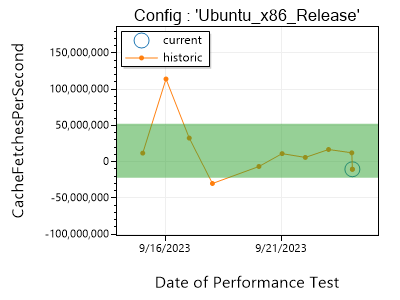 Config : 'Ubuntu_x86_Release'
current
historic
CacheFetchesPerSecond
150,000,000
100,000,000
50,000,000
0
-50,000,000
-100,000,000
9/16/2023
9/21/2023
Date of Performance Test